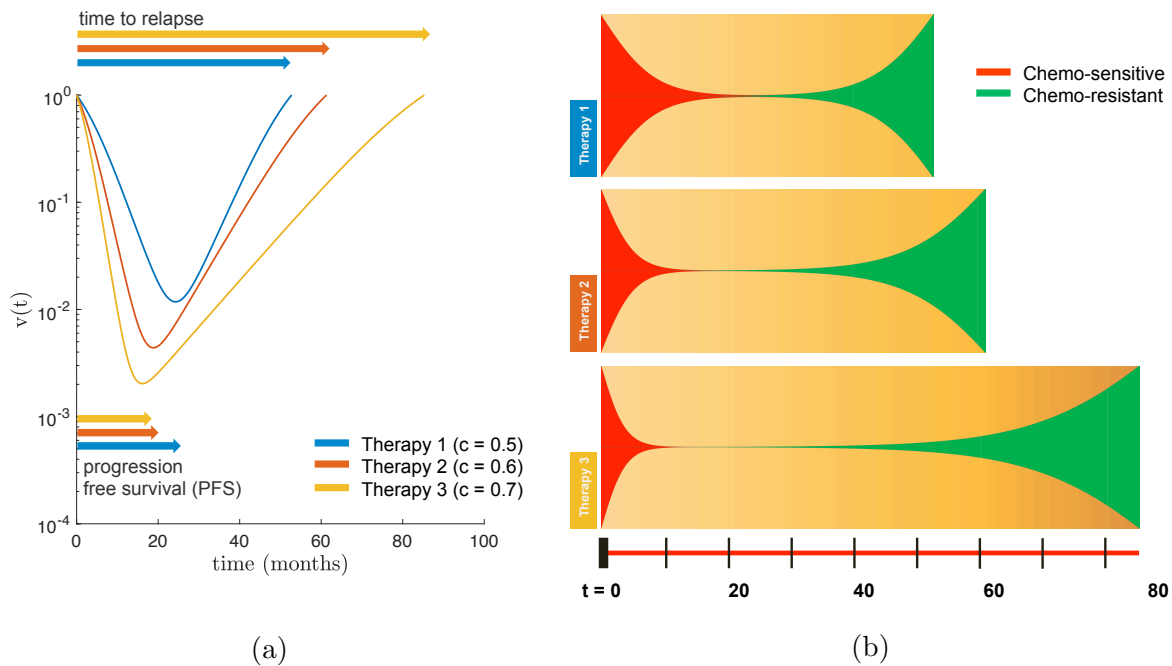 time to relapse
10^0
10^-1
10^-2
10^-3
10^-4
v(t)
progression
free survival (PFS)
Therapy 1 (c = 0.5)
Therapy 2 (c = 0.6)
Therapy 3 (c = 0.7)
0 20 40 60 80 100
time (months)
(a)
Therapy 1
Therapy 2
Therapy 3
Chemo-sensitive
Chemo-resistant
t = 0 20 40 60 80
(b)